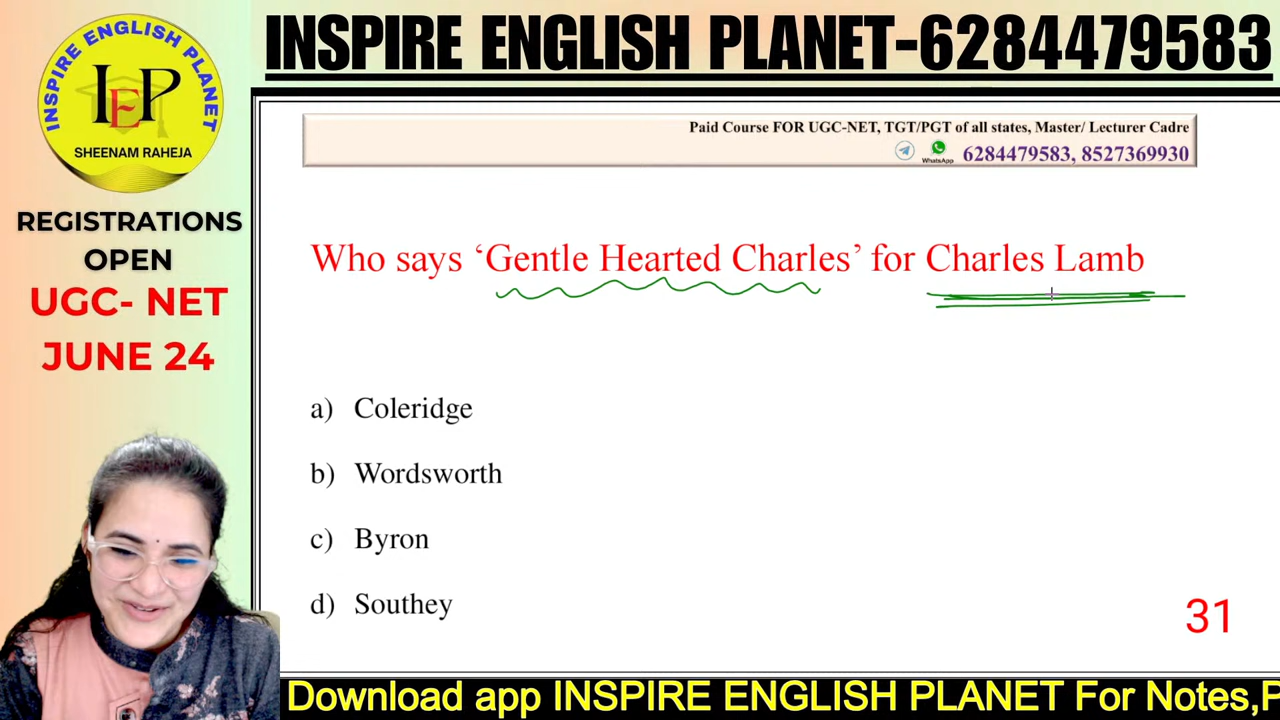 INSPIRE ENGLISH PLANET-6284479583
INSPIRE ENGLISH PLANET
IEP
SHEENAM RAHEJA
Paid Course FOR UGC-NET, TGT/PGT of all states, Master/ Lecturer Cadre
WhatsApp 6284479583, 8527369930
REGISTRATIONS
OPEN
UGC- NET
JUNE 24
Who says ‘Gentle Hearted Charles’ for Charles Lamb
a) Coleridge
b) Wordsworth
c) Byron
d) Southey
31
Download app INSPIRE ENGLISH PLANET For Notes,P